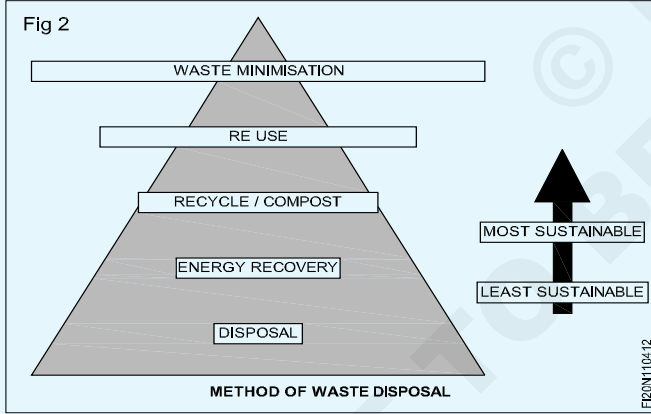 Fig 2
WASTE MINIMISATION
RE USE
RECYCLE / COMPOST
ENERGY RECOVERY
DISPOSAL
METHOD OF WASTE DISPOSAL
MOST SUSTAINABLE
LEAST SUSTAINABLE
FI20N110412